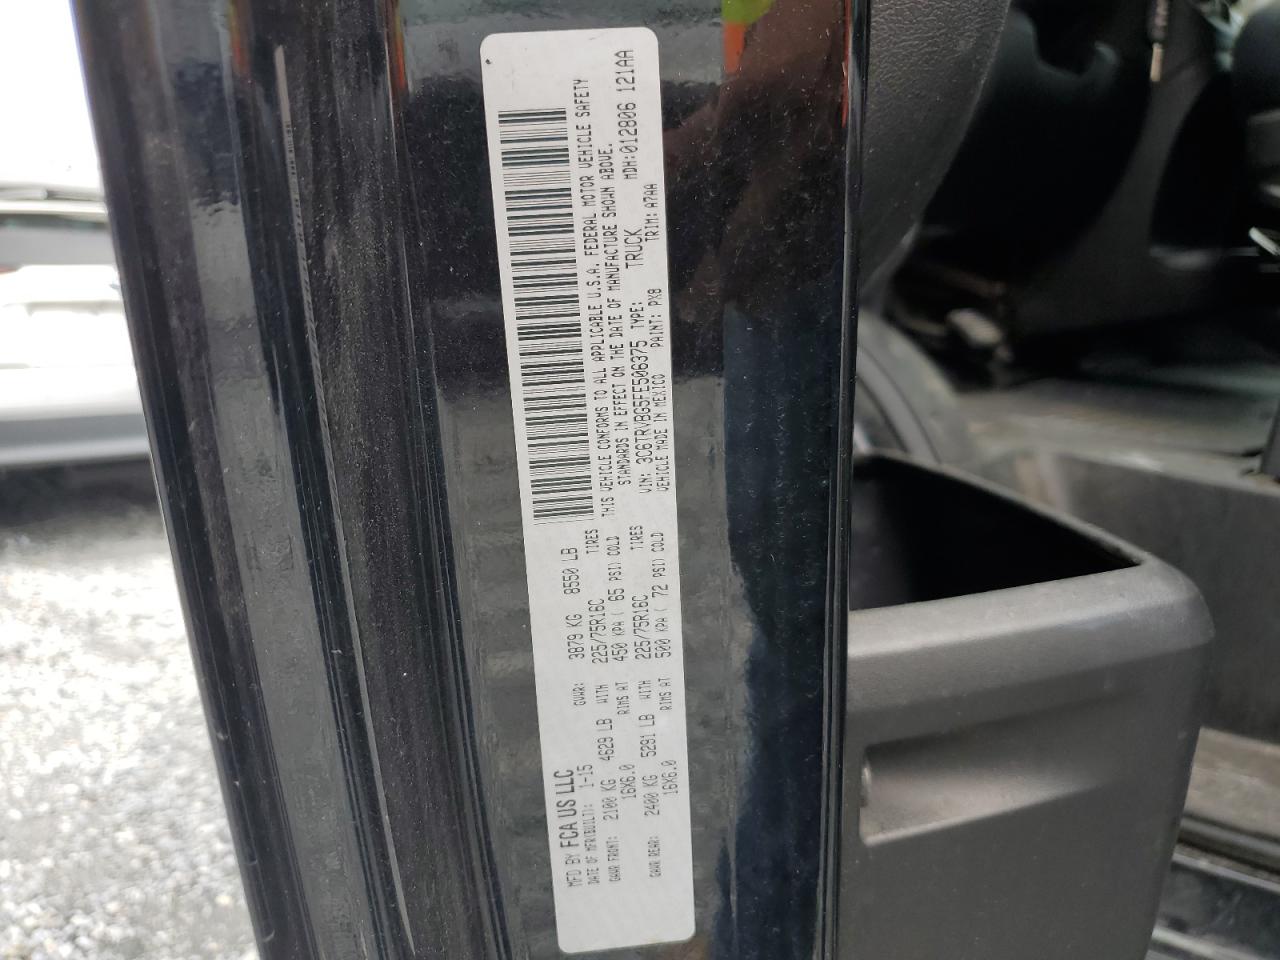 MFD BY FCA US LLC
DATE OF MFR(BUILT): 1-15 GVWR: 3879 KG 8550 LB
GAWR FRONT: 2100 KG 4629 LB WITH 225/75R16C TIRES
16X6.0 RIMS AT 450 KPA ( 65 PSI) COLD
GAWR REAR: 2400 KG 5291 LB WITH 225/75R16C TIRES
16X6.0 RIMS AT 500 KPA ( 72 PSI) COLD
THIS VEHICLE CONFORMS TO ALL APPLICABLE U.S.A. FEDERAL MOTOR VEHICLE SAFETY
STANDARDS IN EFFECT ON THE DATE OF MANUFACTURE SHOWN ABOVE.
VIN: 3C6TRVBG5FE506375 TYPE: TRUCK MDH:012806 121AA
VEHICLE MADE IN MEXICO PAINT: PX8 TRIM: A7AA